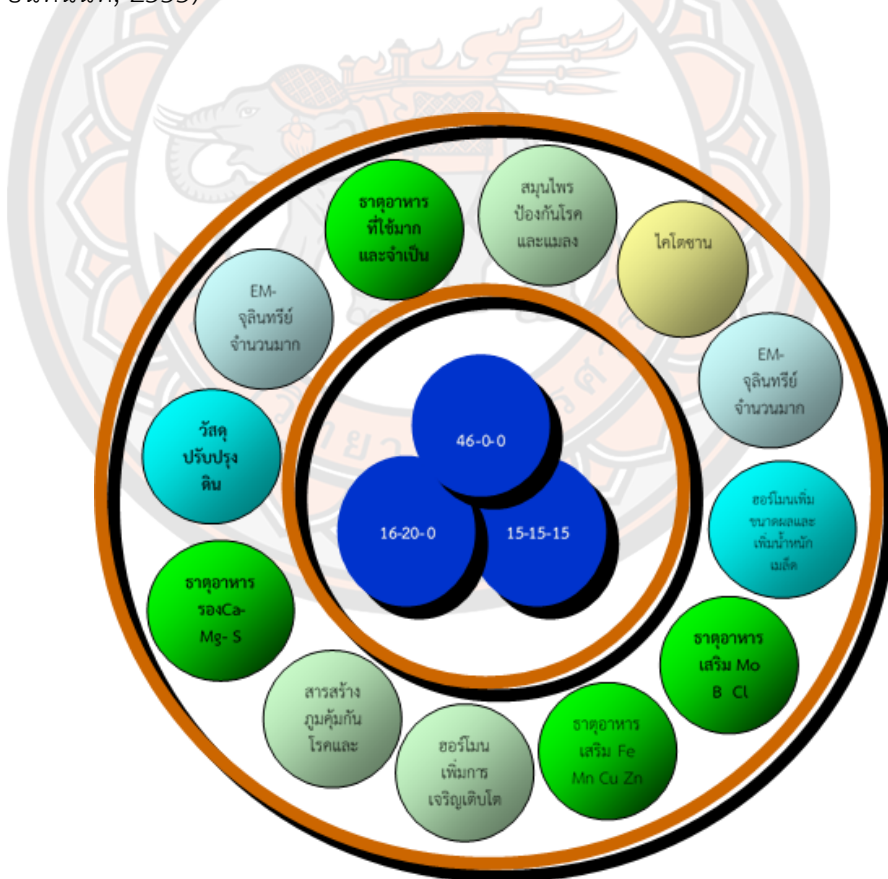 2555)
สมุนไพร
ป้องกันโรค
และแมลง
ไคโตซาน
EM-
จุลินทรีย์
จำนวนมาก
ฮอร์โมนเพิ่ม
ขนาดผลและ
เพิ่มน้ำหนัก
เมล็ด
ธาตุอาหาร
เสริม Mo
B Cl
ธาตุอาหาร
เสริม Fe
Mn Cu Zn
ฮอร์โมน
เพิ่มการ
เจริญเติบโต
สารสร้าง
ภูมคุ้มกัน
โรคและ
ธาตุอาหาร
รองCa-
Mg- S
วัสดุ
ปรับปรุง
ดิน
EM-
จุลินทรีย์
จำนวนมาก
ธาตุอาหาร
ที่ใช้มาก
และจำเป็น
46-0-0
16-20-0
15-15-15